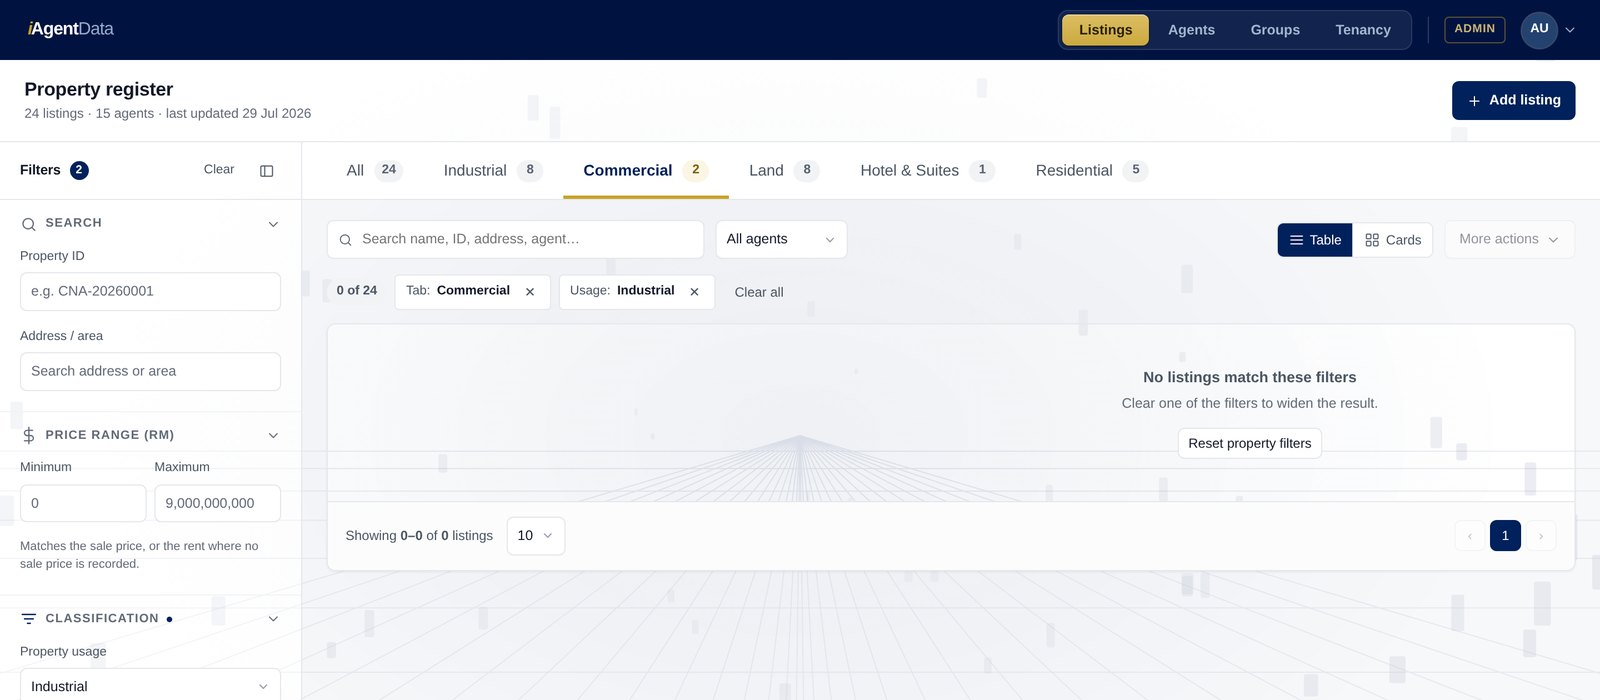 iAgentData
Listings Agents Groups Tenancy ADMIN AU
Property register
24 listings · 15 agents · last updated 29 Jul 2026
+ Add listing
Filters 2 Clear
All 24 Industrial 8 Commercial 2 Land 8 Hotel & Suites 1 Residential 5
SEARCH
Property ID
e.g. CNA-20260001
Address / area
Search address or area
PRICE RANGE (RM)
Minimum Maximum
0 9,000,000,000
Matches the sale price, or the rent where no
sale price is recorded.
CLASSIFICATION •
Property usage
Industrial
Search name, ID, address, agent… All agents Table Cards More actions
0 of 24 Tab: Commercial × Usage: Industrial × Clear all
No listings match these filters
Clear one of the filters to widen the result.
Reset property filters
Showing 0–0 of 0 listings 10 ‹ 1 ›